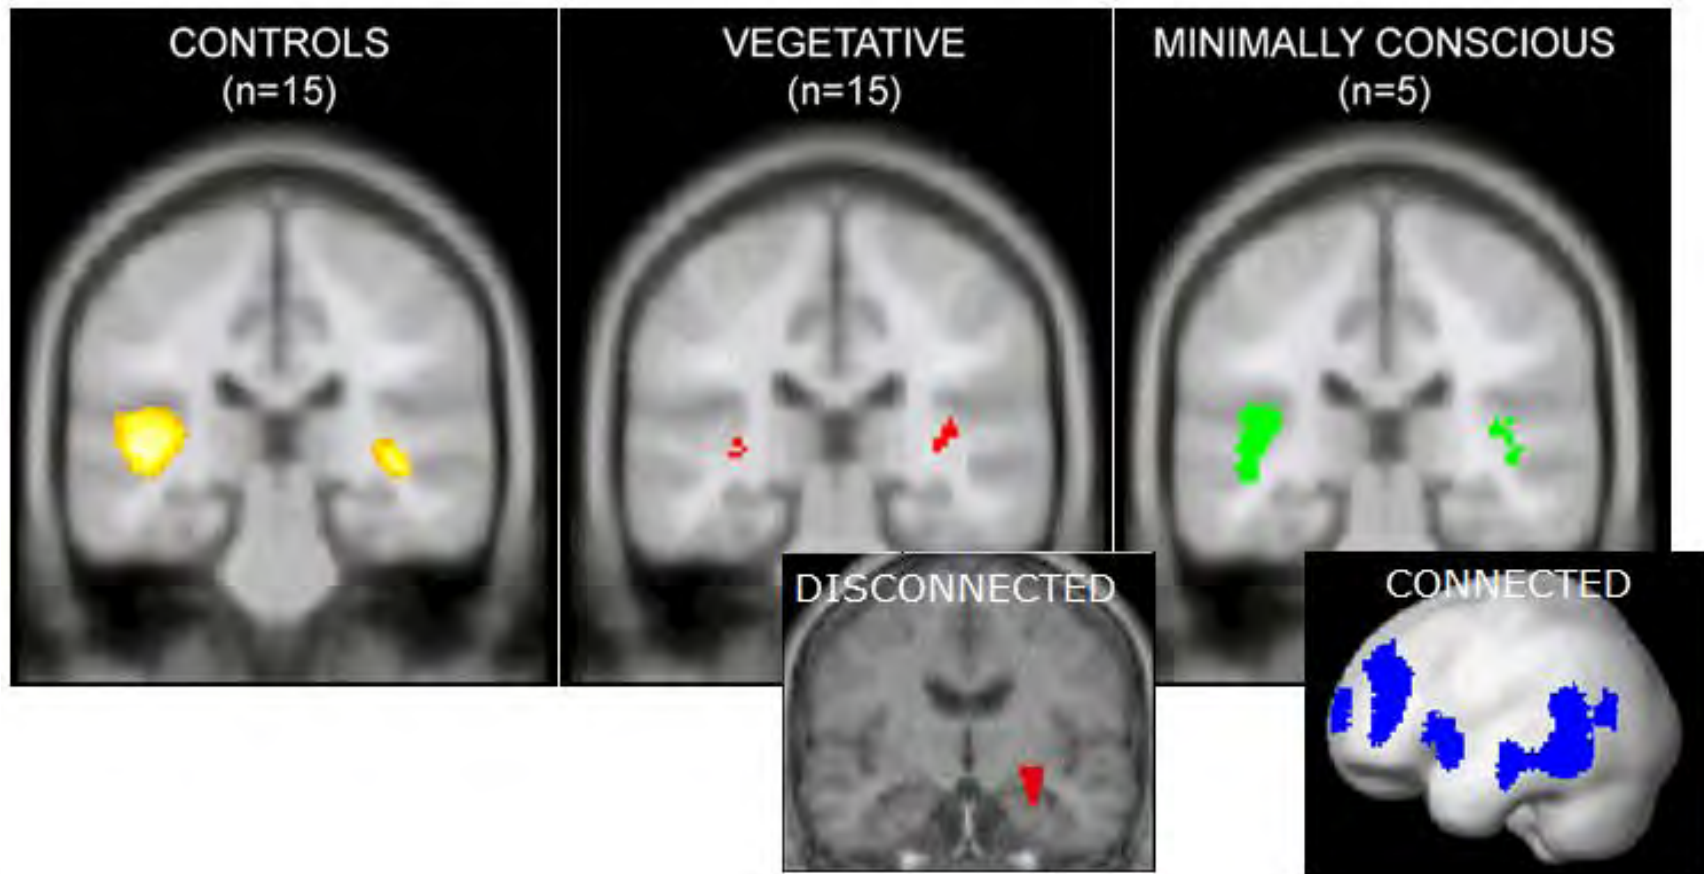 CONTROLS
(n=15)
VEGETATIVE
(n=15)
MINIMALLY CONSCIOUS
(n=5)
DISCONNECTED
CONNECTED